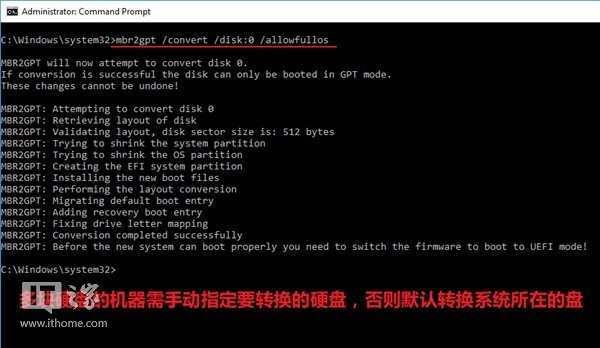 Administrator: Command Prompt
C:\Windows\system32>mbr2gpt /convert /disk:0 /allowfullos
MBR2GPT will now attempt to convert disk 0.
If conversion is successful the disk can only be booted in GPT mode.
These changes cannot be undone!
MBR2GPT: Attempting to convert disk 0
MBR2GPT: Retrieving layout of disk
MBR2GPT: Validating layout, disk sector size is: 512 bytes
MBR2GPT: Trying to shrink the system partition
MBR2GPT: Trying to shrink the OS partition
MBR2GPT: Creating the EFI system partition
MBR2GPT: Installing the new boot files
MBR2GPT: Performing the layout conversion
MBR2GPT: Migrating default boot entry
MBR2GPT: Adding recovery boot entry
MBR2GPT: Fixing drive letter mapping
MBR2GPT: Conversion completed successfully
MBR2GPT: Before the new system can boot properly you need to switch the firmware to boot to UEFI mode!
C:\Windows\system32>
多块硬盘的机器需手动指定要转换的硬盘，否则默认转换系统所在的盘
www.ithome.com